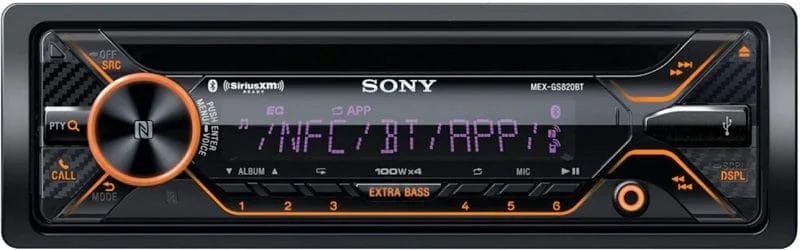 OFF
SRC
SiriusXM
READY
SONY
MEX-GS820BT
PUSH ENTER
MENU VOICE
EQ
APP
PTY
/NFC/BT/APP/
CALL
ALBUM
100W×4
MIC
SCRL
DSPL
MODE
EXTRA BASS
1 2 3 4 5 6